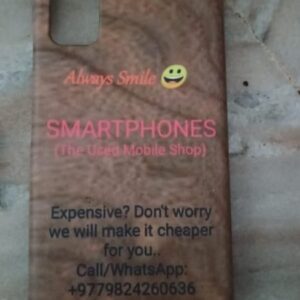 Always Smile 😀
SMARTPHONES
(The Used Mobile Shop)
Expensive? Don't worry
we will make it cheaper
for you..
Call/WhatsApp:
+9779824260636